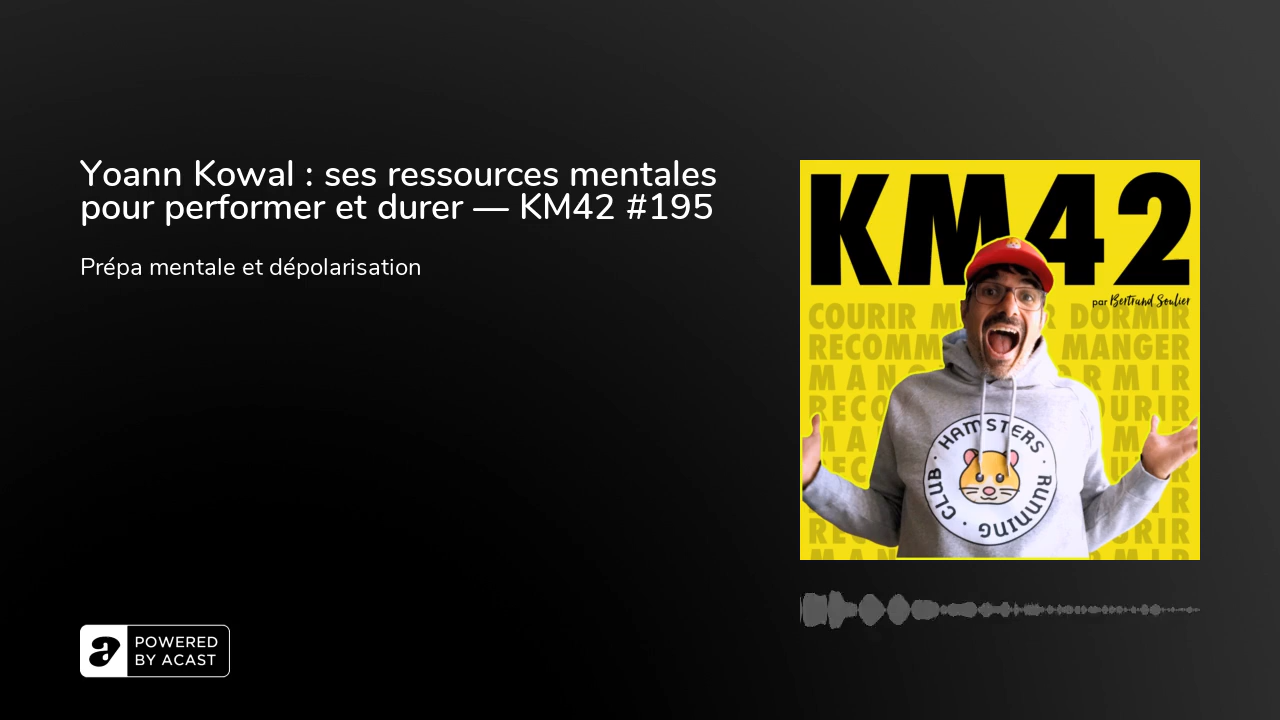 Yoann Kowal : ses ressources mentales
pour performer et durer — KM42 #195
Prépa mentale et dépolarisation
KM42
par Bertrand Soulier
COURIR DORMIR
MANGER
HAMSTERS · RUNNING · CLUB ·
POWERED
BY ACAST